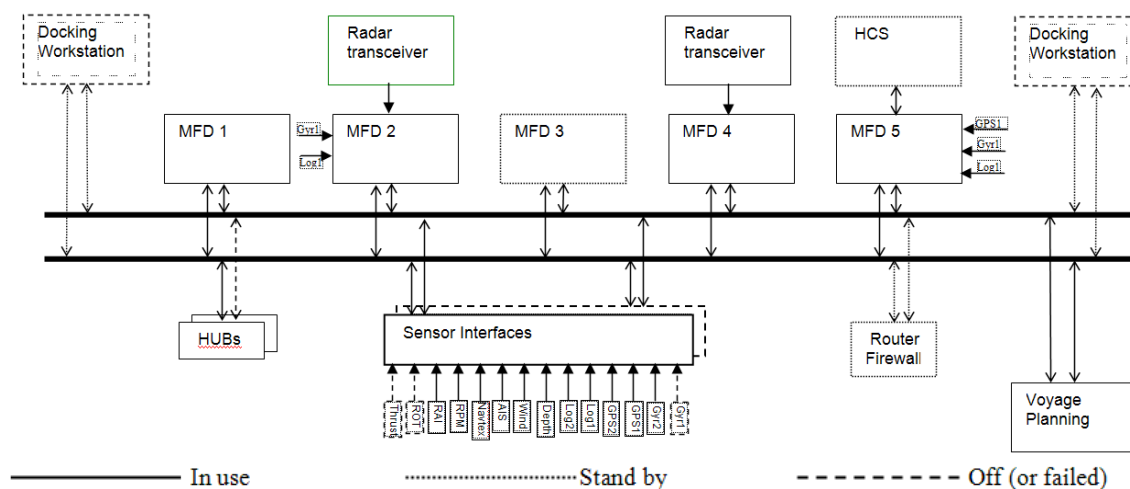 Docking
Workstation
Radar
transceiver
Radar
transceiver
HCS
Docking
Workstation
MFD 1
Gyr1
Log1
MFD 2
MFD 3
MFD 4
MFD 5
GPS1
Gyr1
Log1
HUBs
Sensor Interfaces
Router
Firewall
Thrust
ROT
RAI
RPM
Navtex
AIS
Wind
Depth
Log2
Log1
GPS2
GPS1
Gyr2
Gyr1
Voyage
Planning
In use
Stand by
Off (or failed)